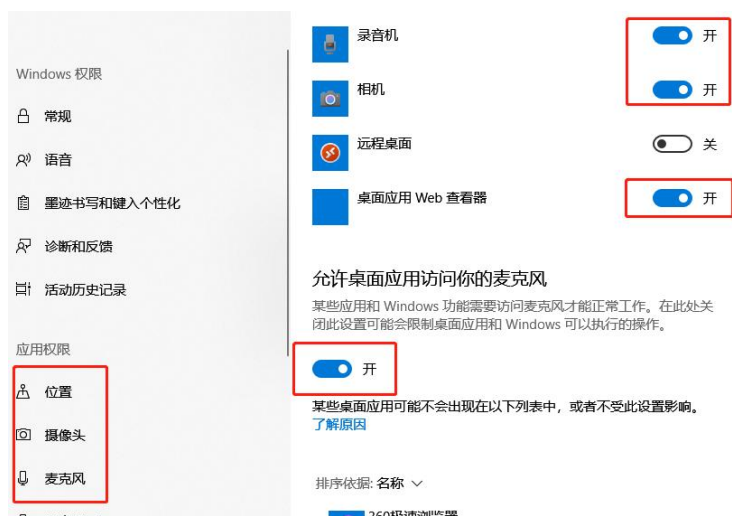 Windows 权限
常规
语音
墨迹书写和键入个性化
诊断和反馈
活动历史记录
应用权限
位置
摄像头
麦克风
录音机
开
相机
开
远程桌面
关
桌面应用 Web 查看器
开
允许桌面应用访问你的麦克风
某些应用和 Windows 功能需要访问麦克风才能正常工作。在此处关
闭此设置可能会限制桌面应用和 Windows 可以执行的操作。
开
某些桌面应用可能不会出现在以下列表中，或者不受此设置影响。
了解原因
排序依据: 名称
360极速浏览器